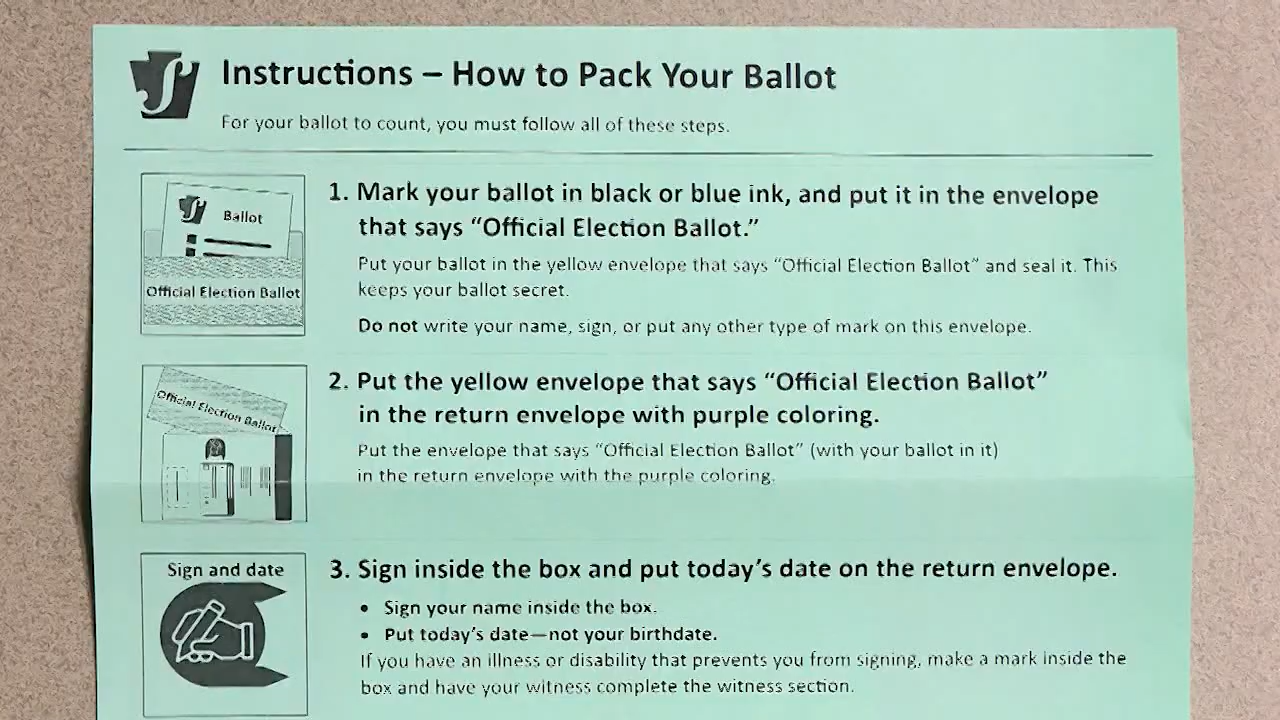 Instructions – How to Pack Your Ballot
For your ballot to count, you must follow all of these steps.
Ballot
Official Election Ballot
1. Mark your ballot in black or blue ink, and put it in the envelope
that says “Official Election Ballot.”
Put your ballot in the yellow envelope that says “Official Election Ballot” and seal it. This
keeps your ballot secret.
Do not write your name, sign, or put any other type of mark on this envelope.
Official Election Ballot
2. Put the yellow envelope that says “Official Election Ballot”
in the return envelope with purple coloring.
Put the envelope that says “Official Election Ballot” (with your ballot in it)
in the return envelope with the purple coloring.
Sign and date
3. Sign inside the box and put today’s date on the return envelope.
• Sign your name inside the box.
• Put today’s date—not your birthdate.
If you have an illness or disability that prevents you from signing, make a mark inside the
box and have your witness complete the witness section.